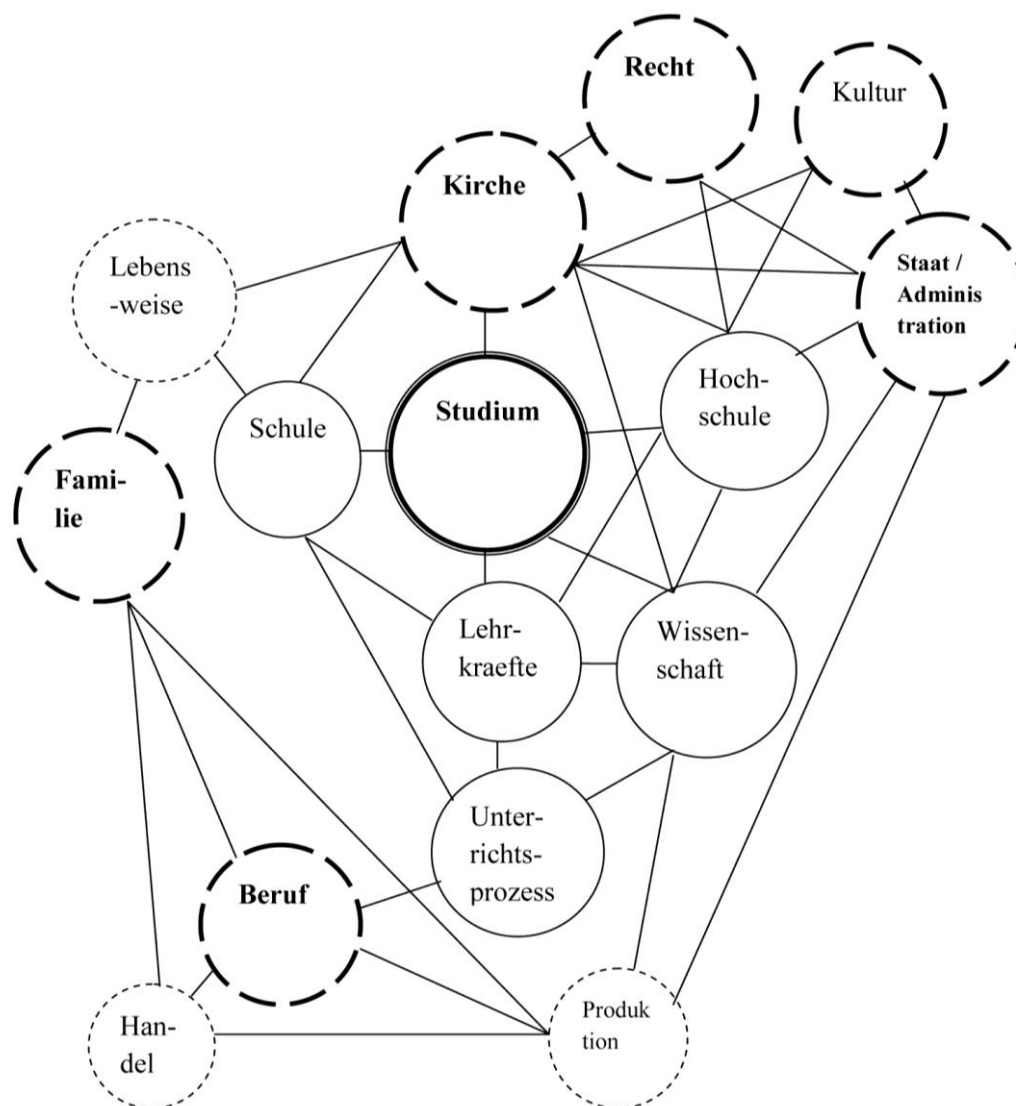 Recht
Kultur
Kirche
Lebens
-weise
Staat /
Adminis
tration
Hoch-
schule
Studium
Schule
Fami-
lie
Lehr-
kraefte
Wissen-
schaft
Unter-
richts-
prozess
Beruf
Produk
tion
Han-
del